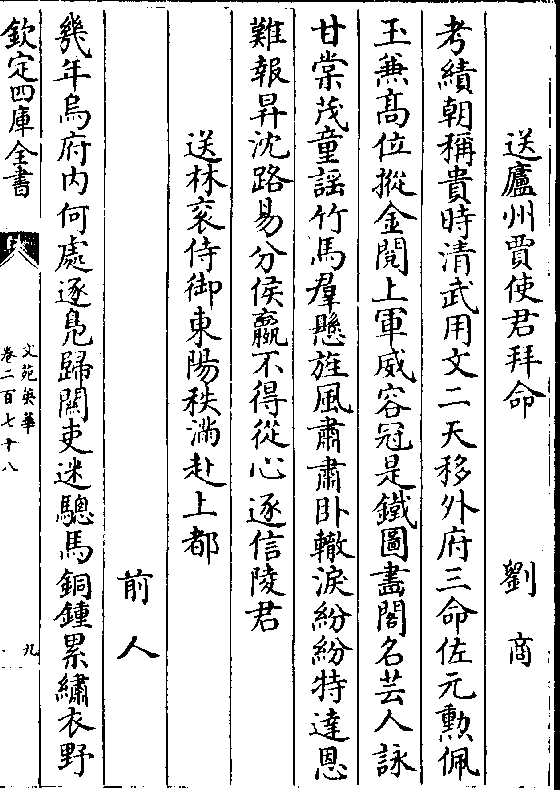 送廬州賈使君拜命　劉商
考績朝稱貴時清武用文二天移外府三命佐元勲佩
玉兼髙位摐金閲上軍威容冠是鐵圖畫閣名芸人詠
甘棠茂童謡竹馬羣懸旌風肅肅卧轍淚紛紛特達恩
難報昇沈路易分侯嬴不得從心逐信陵君
送林衮侍御東陽秩滿赴上都
前人
幾年烏府内何處逐鳬歸闗吏迷驄馬銅鍾累繡衣野
欽定四庫全書
文苑英華
卷二百七十八
九